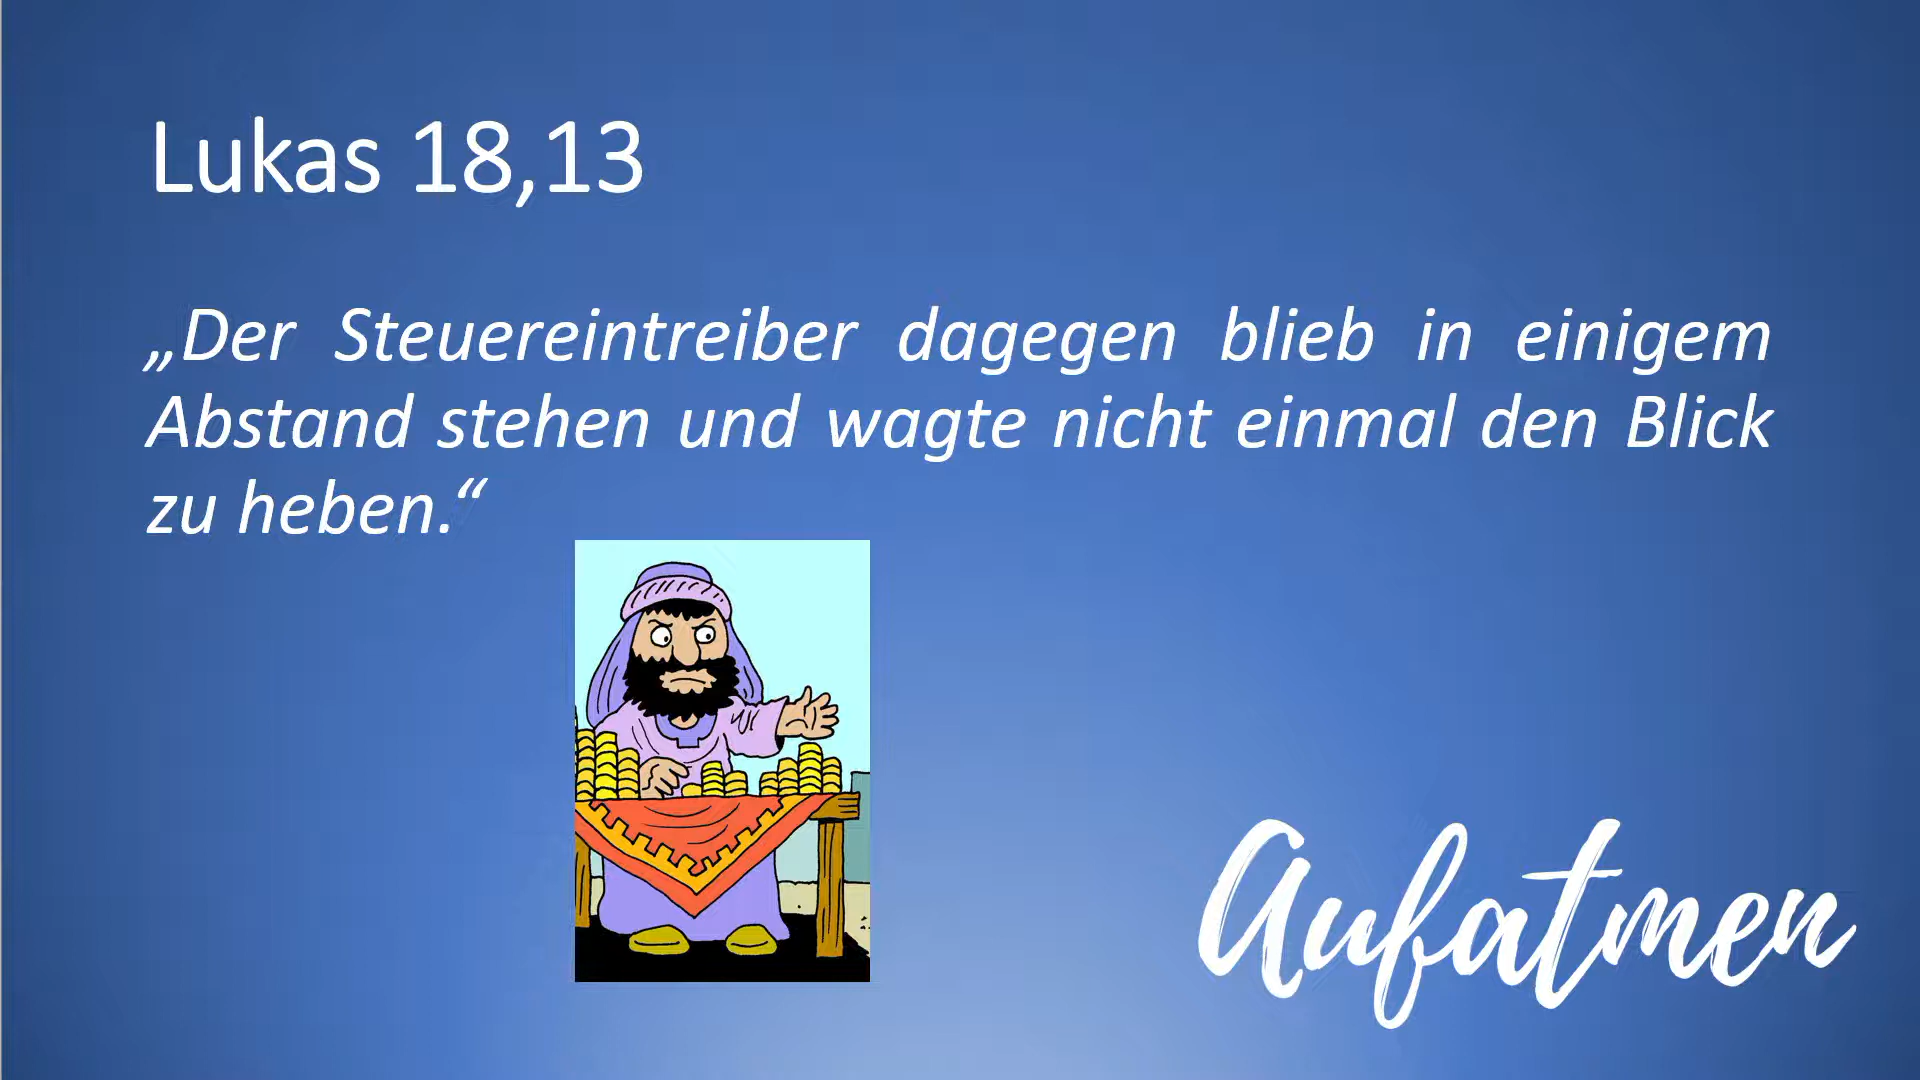 Lukas 18,13
„Der Steuereintreiber dagegen blieb in einigem
Abstand stehen und wagte nicht einmal den Blick
zu heben.“
Aufatmen